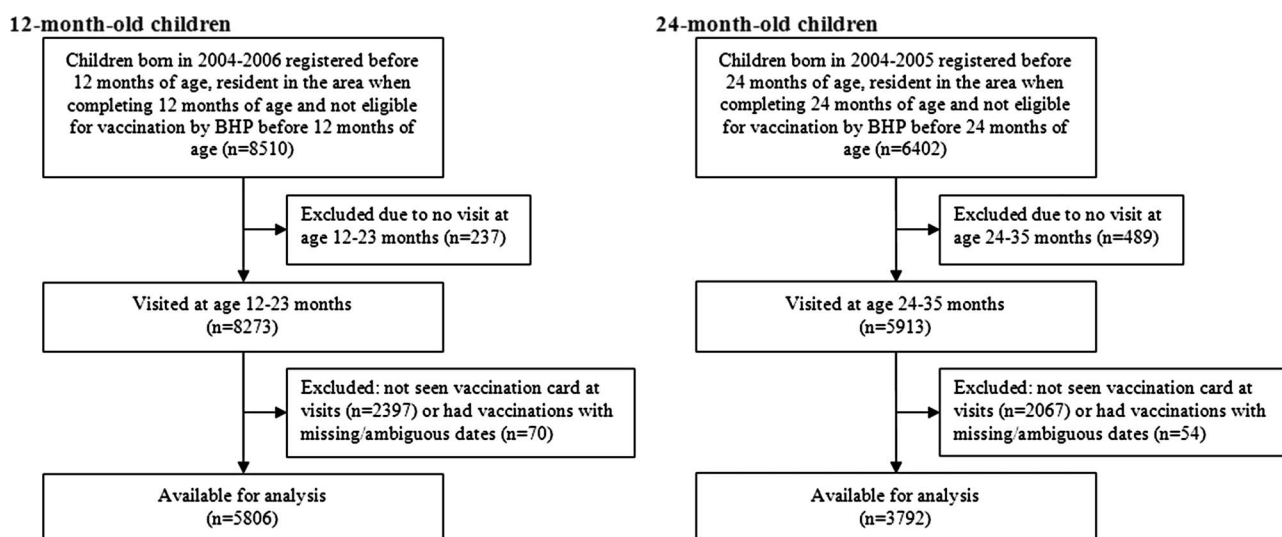 12-month-old children
Children born in 2004-2006 registered before
12 months of age, resident in the area when
completing 12 months of age and not eligible
for vaccination by BHP before 12 months of
age (n=8510)
Excluded due to no visit at
age 12-23 months (n=237)
Visited at age 12-23 months
(n=8273)
Excluded: not seen vaccination card at
visits (n=2397) or had vaccinations with
missing/ambiguous dates (n=70)
Available for analysis
(n=5806)
24-month-old children
Children born in 2004-2005 registered before
24 months of age, resident in the area when
completing 24 months of age and not eligible
for vaccination by BHP before 24 months of
age (n=6402)
Excluded due to no visit at
age 24-35 months (n=489)
Visited at age 24-35 months
(n=5913)
Excluded: not seen vaccination card at
visits (n=2067) or had vaccinations with
missing/ambiguous dates (n=54)
Available for analysis
(n=3792)